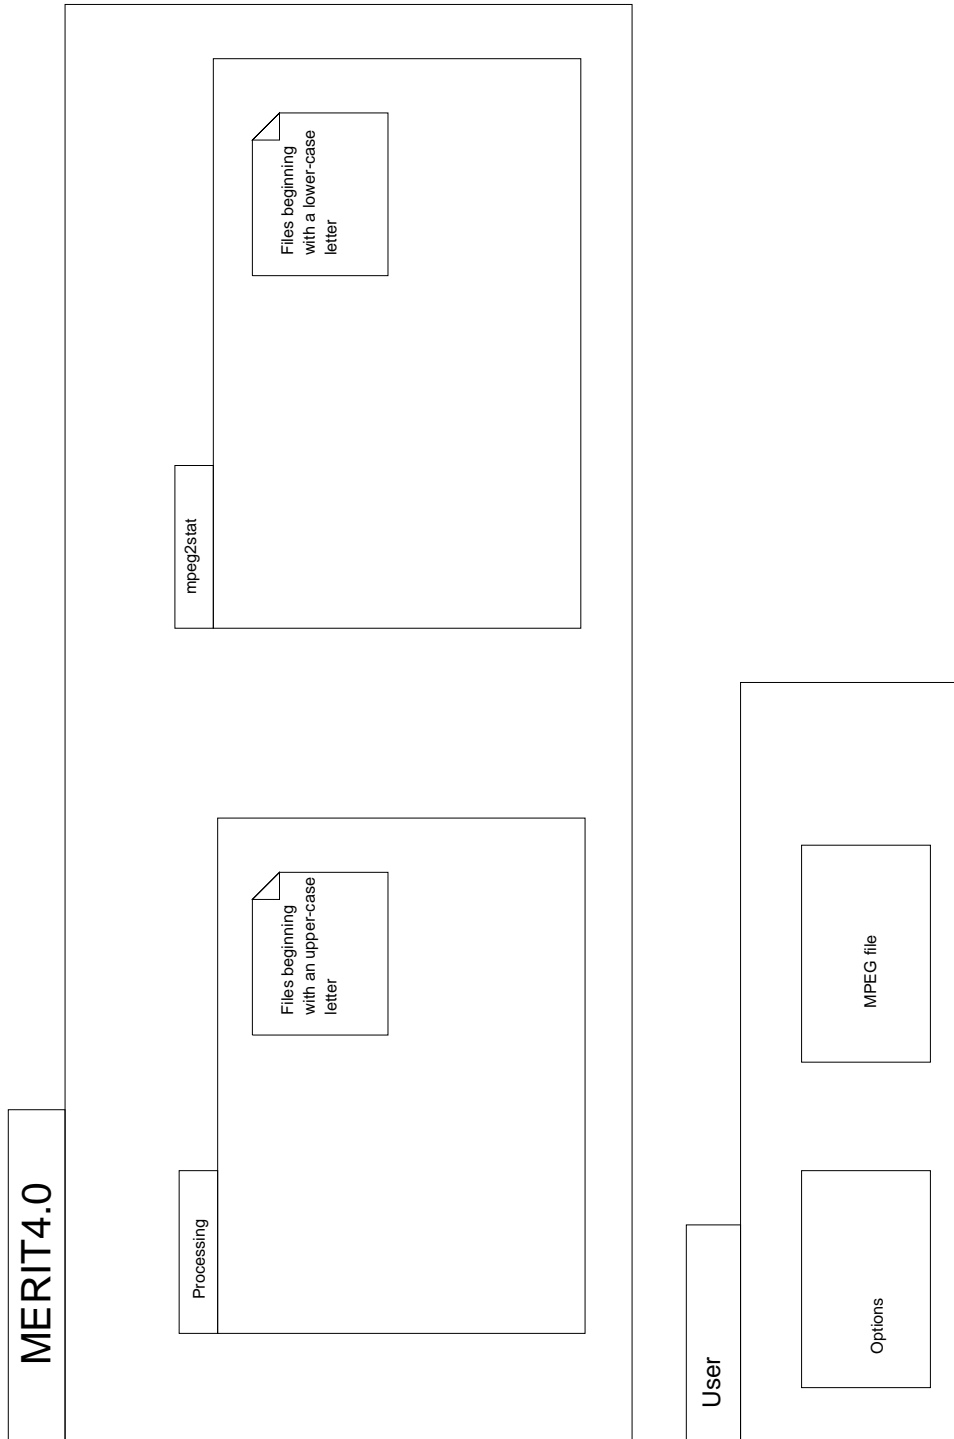 MERIT4.0
Processing
Files beginning
with an upper-case
letter
mpeg2stat
Files beginning
with a lower-case
letter
User
Options
MPEG file